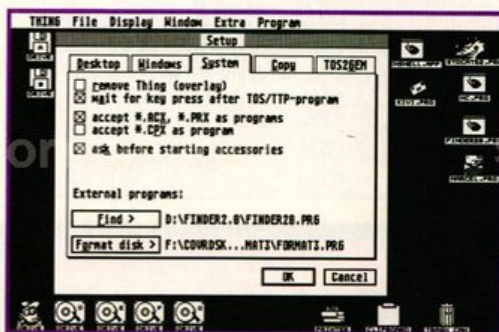 THING File Display Window Extra Program
Setup
Desktop Windows System Copy TOS2GEM
remove Thing (overlay)
wait for key press after TOS/TTP-program
accept *.ACX, *.PRX as programs
accept *.CPX as program
ask before starting accessories
External programs:
Find > D:\FINDER2.0\FINDER20.PRG
Format disk > F:\COVRDSK...MAT3\FORMAT3.PRG
OK Cancel